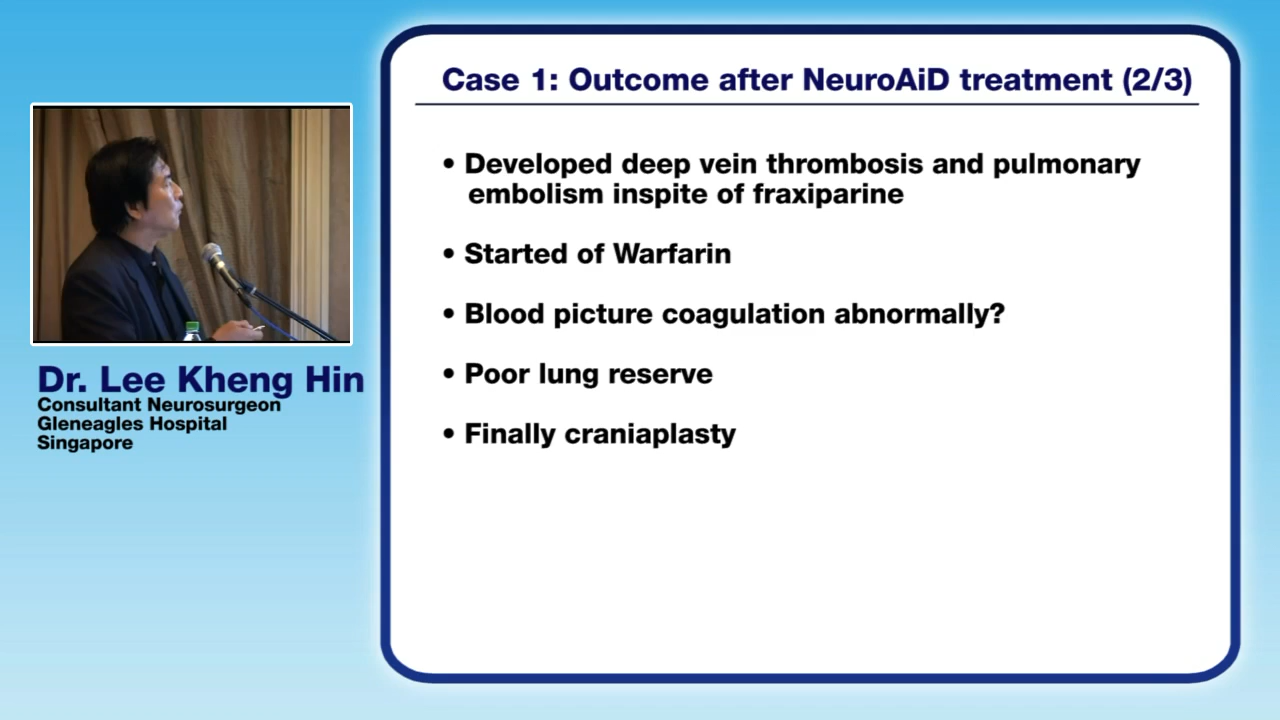 Case 1: Outcome after NeuroAiD treatment (2/3)
• Developed deep vein thrombosis and pulmonary
embolism inspite of fraxiparine
• Started of Warfarin
• Blood picture coagulation abnormally?
• Poor lung reserve
• Finally craniaplasty
Dr. Lee Kheng Hin
Consultant Neurosurgeon
Gleneagles Hospital
Singapore